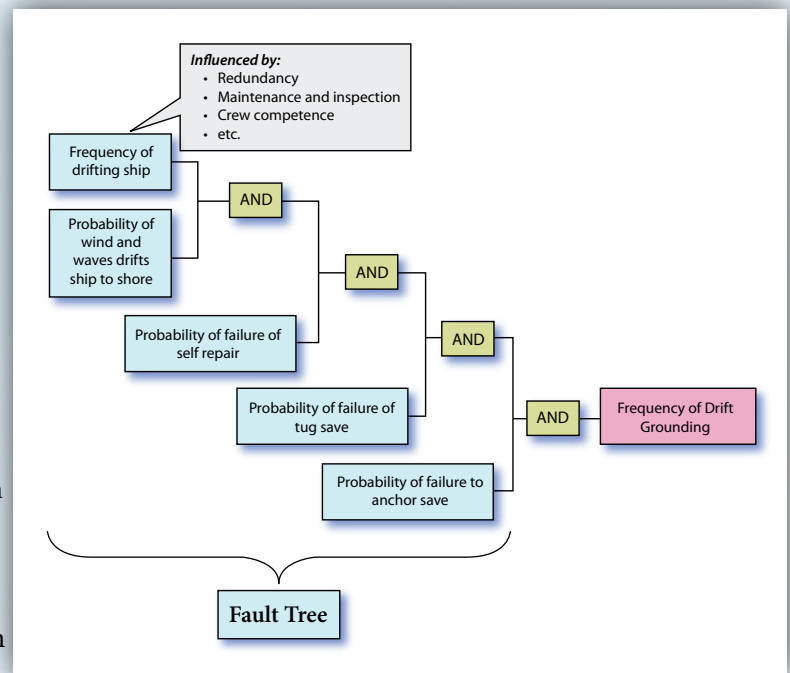 Influenced by:
• Redundancy
• Maintenance and inspection
• Crew competence
• etc.
Frequency of
drifting ship
AND
Probability of
wind and
waves drifts
ship to shore
AND
Probability of failure of
self repair
AND
Probability of failure of
tug save
AND
Frequency of Drift
Grounding
Probability of failure to
anchor save
Fault Tree